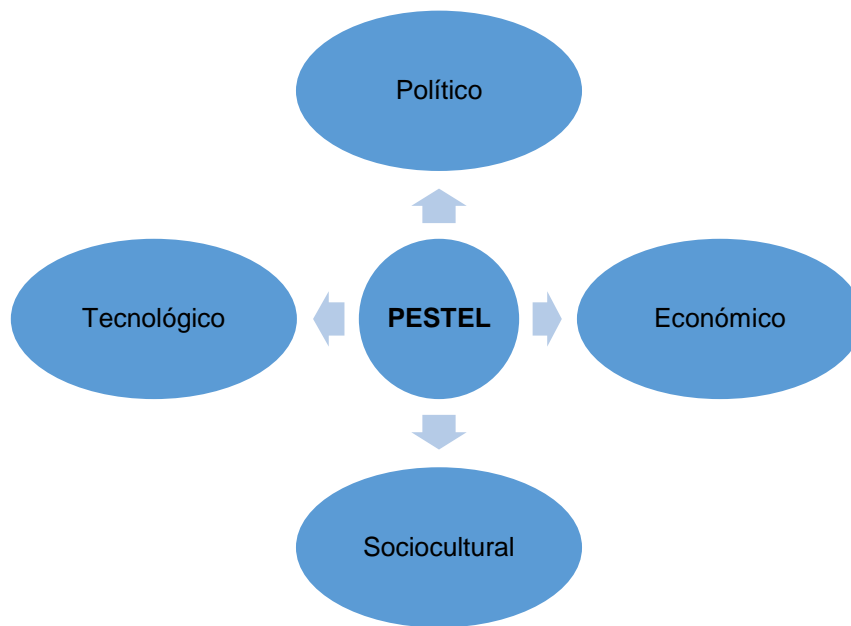 Político
Tecnológico
PESTEL
Económico
Sociocultural